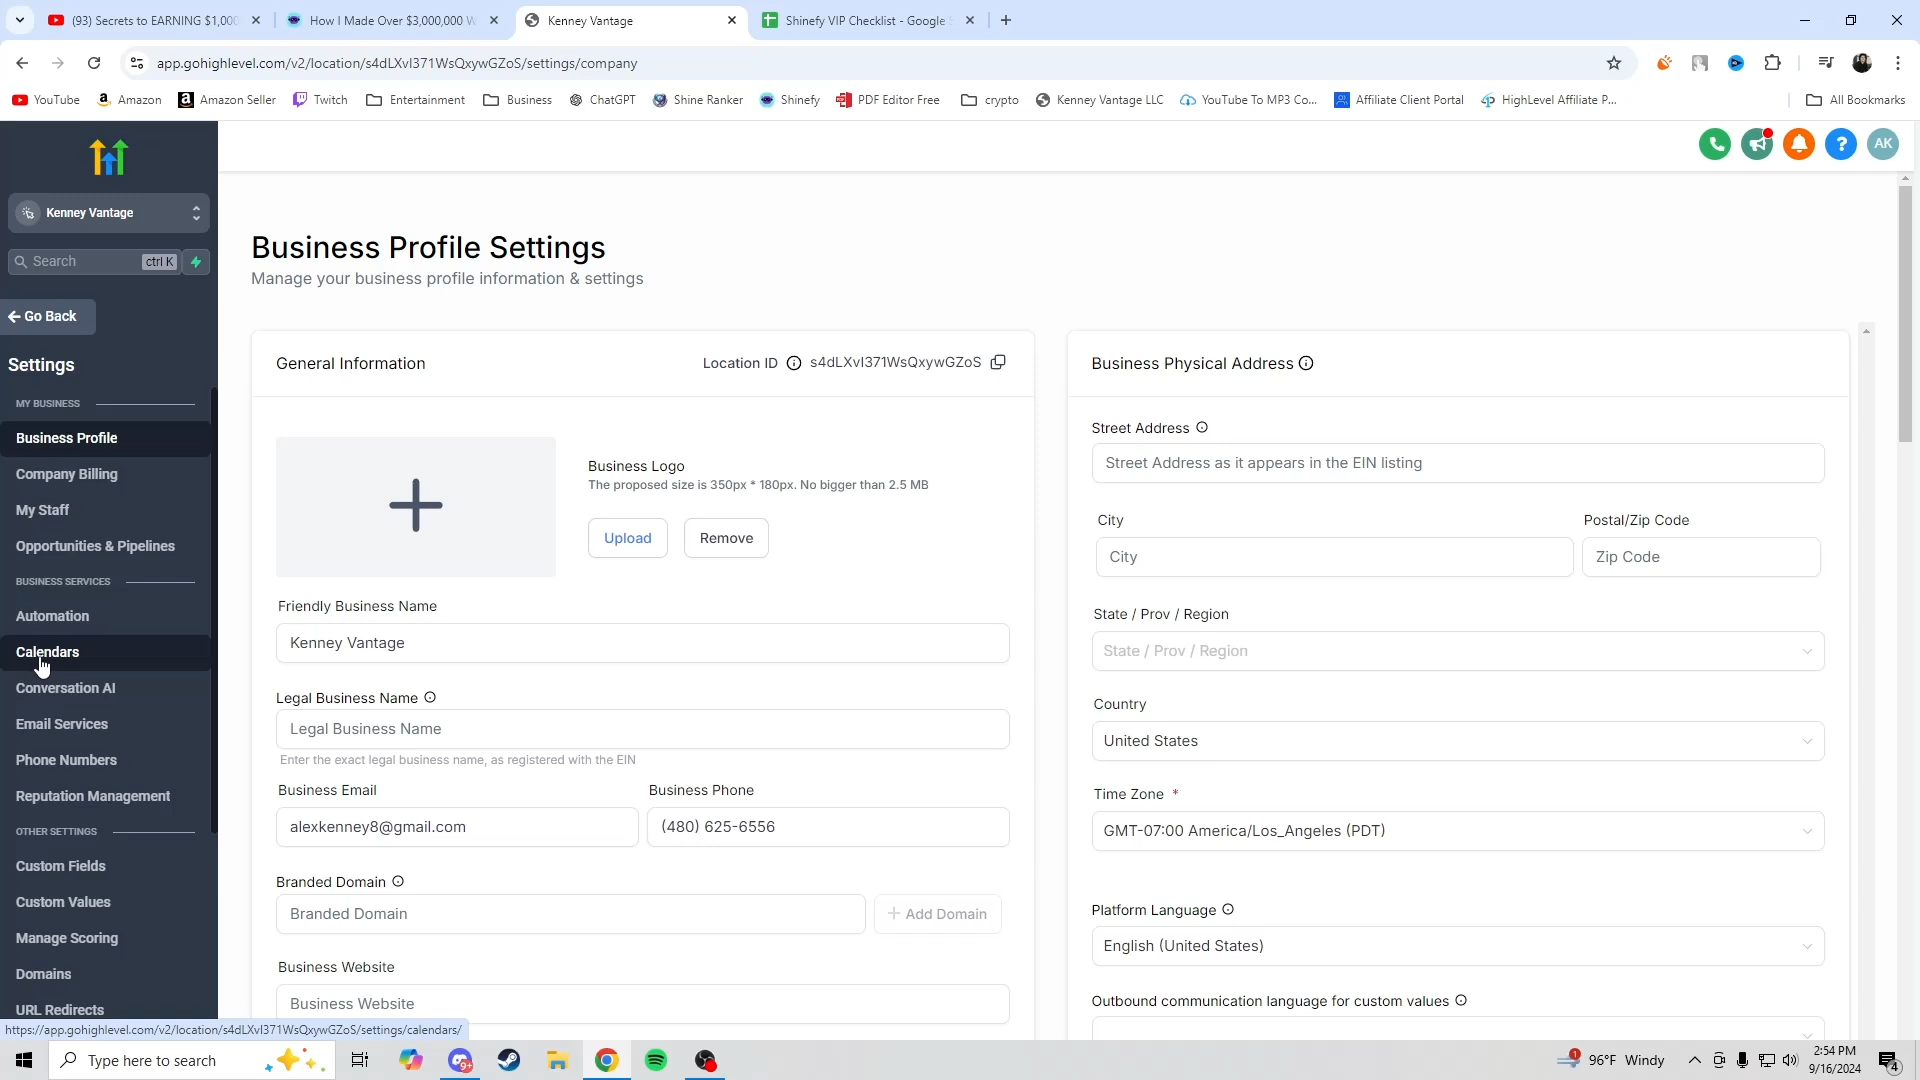 (93) Secrets to EARNING $1,000
How I Made Over $3,000,000 W
Kenney Vantage
Shinefy VIP Checklist - Google S
app.gohighlevel.com/v2/location/s4dLXvI371WsQxywGZoS/settings/company
YouTube
Amazon
Amazon Seller
Twitch
Entertainment
Business
ChatGPT
Shine Ranker
Shinefy
PDF Editor Free
crypto
Kenney Vantage LLC
YouTube To MP3 Co...
Affiliate Client Portal
HighLevel Affiliate P...
All Bookmarks
AK
Kenney Vantage
Search
ctrl K
Go Back
Settings
MY BUSINESS
Business Profile
Company Billing
My Staff
Opportunities & Pipelines
BUSINESS SERVICES
Automation
Calendars
Conversation AI
Email Services
Phone Numbers
Reputation Management
OTHER SETTINGS
Custom Fields
Custom Values
Manage Scoring
Domains
URL Redirects
https://app.gohighlevel.com/v2/location/s4dLXvI371WsQxywGZoS/settings/calendars/
Business Profile Settings
Manage your business profile information & settings
General Information
Location ID
s4dLXvI371WsQxywGZoS
Business Logo
The proposed size is 350px * 180px. No bigger than 2.5 MB
Upload
Remove
Friendly Business Name
Kenney Vantage
Legal Business Name
Legal Business Name
Enter the exact legal business name, as registered with the EIN
Business Email
Business Phone
alexkenney8@gmail.com
(480) 625-6556
Branded Domain
Branded Domain
+ Add Domain
Business Website
Business Website
Business Physical Address
Street Address
Street Address as it appears in the EIN listing
City
Postal/Zip Code
City
Zip Code
State / Prov / Region
State / Prov / Region
Country
United States
Time Zone *
GMT-07:00 America/Los_Angeles (PDT)
Platform Language
English (United States)
Outbound communication language for custom values
Type here to search
9+
1
96°F Windy
2:54 PM
9/16/2024
4